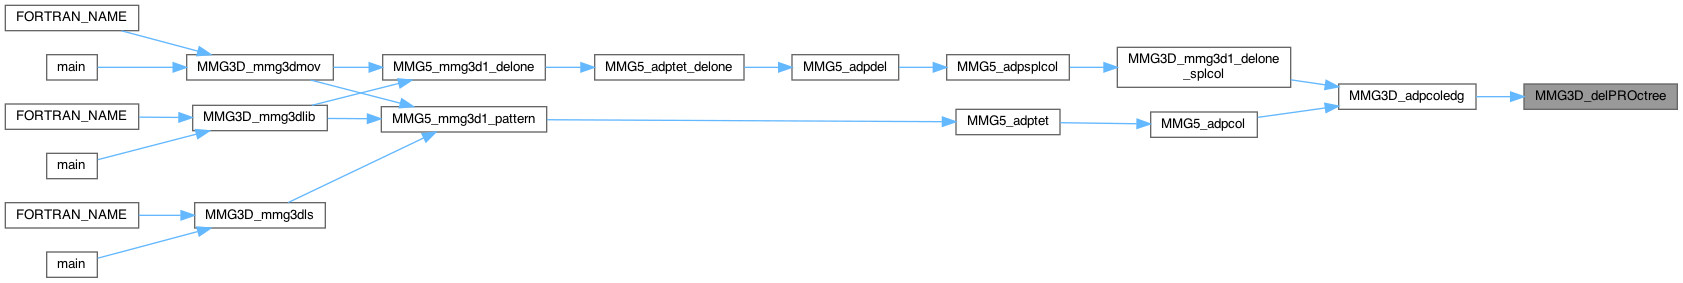 FORTRAN_NAME
main
MMG3D_mmg3dmov
MMG5_mmg3d1_delone
MMG5_adptet_delone
MMG5_adpdel
MMG5_adpsplcol
MMG3D_mmg3d1_delone
_splcol
MMG3D_adpcoledg
MMG3D_delPROctree
FORTRAN_NAME
MMG3D_mmg3dlib
MMG5_mmg3d1_pattern
MMG5_adptet
MMG5_adpcol
main
FORTRAN_NAME
MMG3D_mmg3dls
main